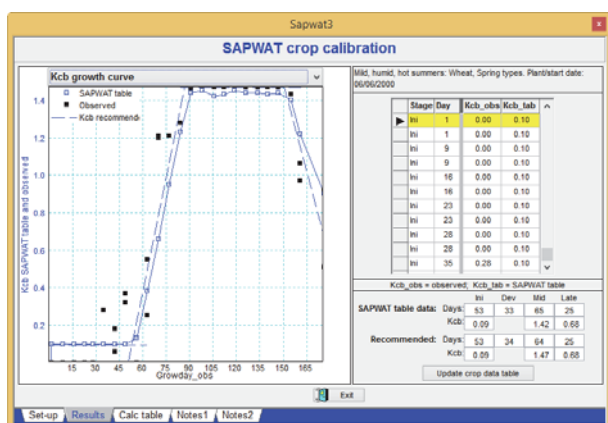 Sapwat3
x
SAPWAT crop calibration
Kcb growth curve
SAPWAT table
Observed
Kcb recommend
1.4
1.2
1.0
0.8
0.6
0.4
0.2
Kcb SAPWAT table and observed
15 30 45 60 75 90 105 120 135 150 165
Growday_obs
Mild, humid, hot summers: Wheat, Spring types. Plant/start date:
06/06/2000
Stage Day Kcb_obs Kcb_tab
Ini 1 0.00 0.10
Ini 1 0.00 0.10
Ini 9 0.00 0.10
Ini 9 0.00 0.10
Ini 16 0.00 0.10
Ini 16 0.00 0.10
Ini 23 0.00 0.10
Ini 23 0.00 0.10
Ini 28 0.00 0.10
Ini 28 0.00 0.10
Ini 35 0.28 0.10
Kcb_obs = observed; Kcb_tab = SAPWAT table
Ini Dev Mid Late
SAPWAT table data: Days: 53 33 65 25
Kcb: 0.09 1.42 0.68
Recommended: Days: 53 34 64 25
Kcb: 0.09 1.47 0.68
Update crop data table
Exit
Set-up Results Calc table Notes1 Notes2